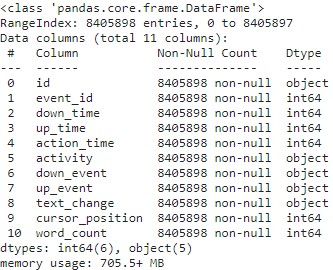 <class 'pandas.core.frame.DataFrame'>
RangeIndex: 8405898 entries, 0 to 8405897
Data columns (total 11 columns):
 #   Column           Non-Null Count    Dtype
---  ------           --------------    -----
 0   id               8405898 non-null  object
 1   event_id         8405898 non-null  int64
 2   down_time        8405898 non-null  int64
 3   up_time          8405898 non-null  int64
 4   action_time      8405898 non-null  int64
 5   activity         8405898 non-null  object
 6   down_event       8405898 non-null  object
 7   up_event         8405898 non-null  object
 8   text_change      8405898 non-null  object
 9   cursor_position  8405898 non-null  int64
 10  word_count       8405898 non-null  int64
dtypes: int64(6), object(5)
memory usage: 705.5+ MB